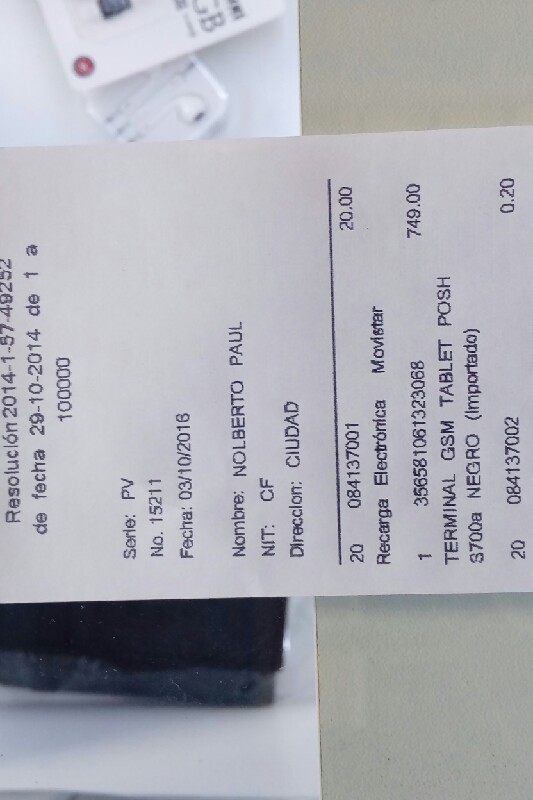 Resolución 2014-1-57-49252
de fecha 29-10-2014 de 1 a
100000
Serie: PV
No. 15211
Fecha: 03/10/2016
Nombre: NOLBERTO PAUL
NIT: CF
Direccion: CIUDAD
20 084137001 20.00
Recarga Electrónica Movistar
1 356581061323068 749.00
TERMINAL GSM TABLET POSH
S700a NEGRO (Importado)
20 084137002 0.20
GB